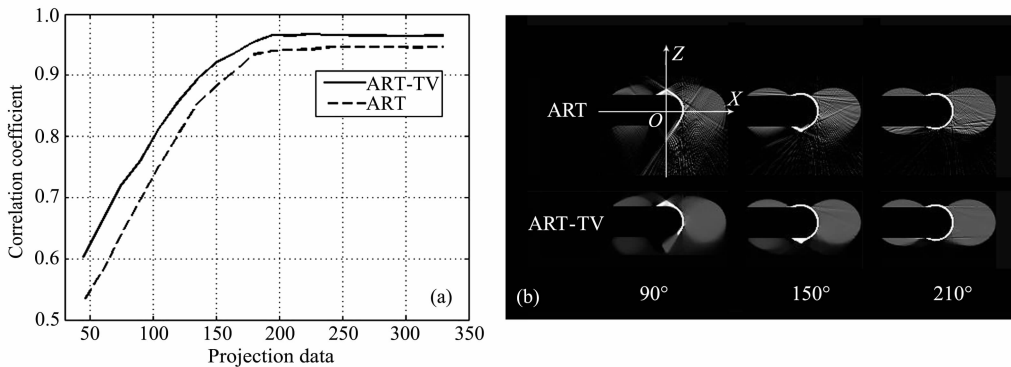 1.0
0.9
0.8
0.7
0.6
0.5
Correlation coefficient
ART-TV
ART
(a)
50 100 150 200 250 300 350
Projection data
Z
X
O
ART
ART-TV
(b)
90° 150° 210°